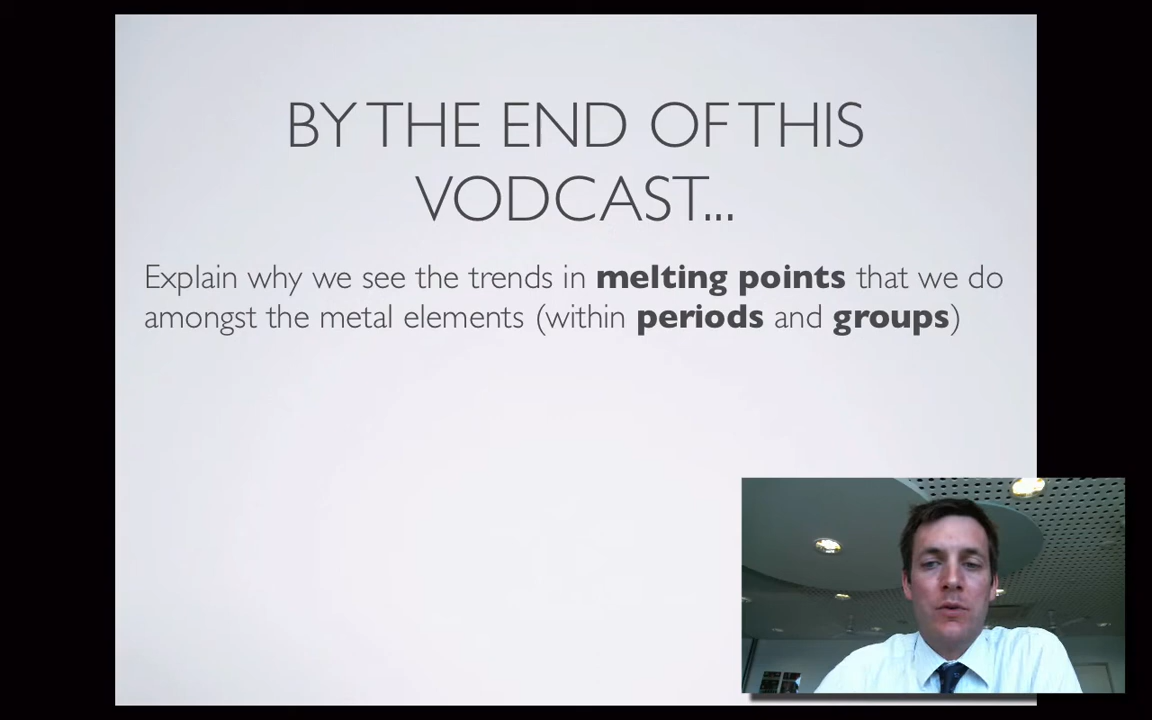 BY THE END OF THIS
VODCAST...
Explain why we see the trends in melting points that we do
amongst the metal elements (within periods and groups)